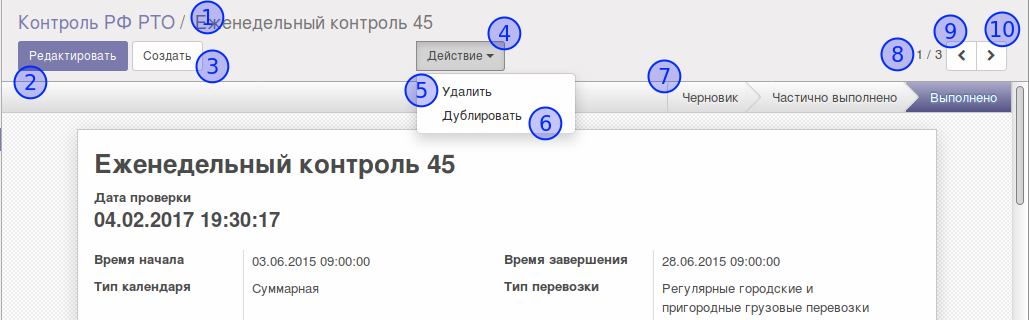 Контроль РФ РТО / Еженедельный контроль 45
1
Редактировать Создать Действие 1 / 3
2 3 4 8 9 10
5 Удалить 7 Черновик Частично выполнено Выполнено
Дублировать 6
Еженедельный контроль 45
Дата проверки
04.02.2017 19:30:17
Время начала 03.06.2015 09:00:00 Время завершения 28.06.2015 09:00:00
Тип календаря Суммарная Тип перевозки Регулярные городские и
пригородные грузовые перевозки